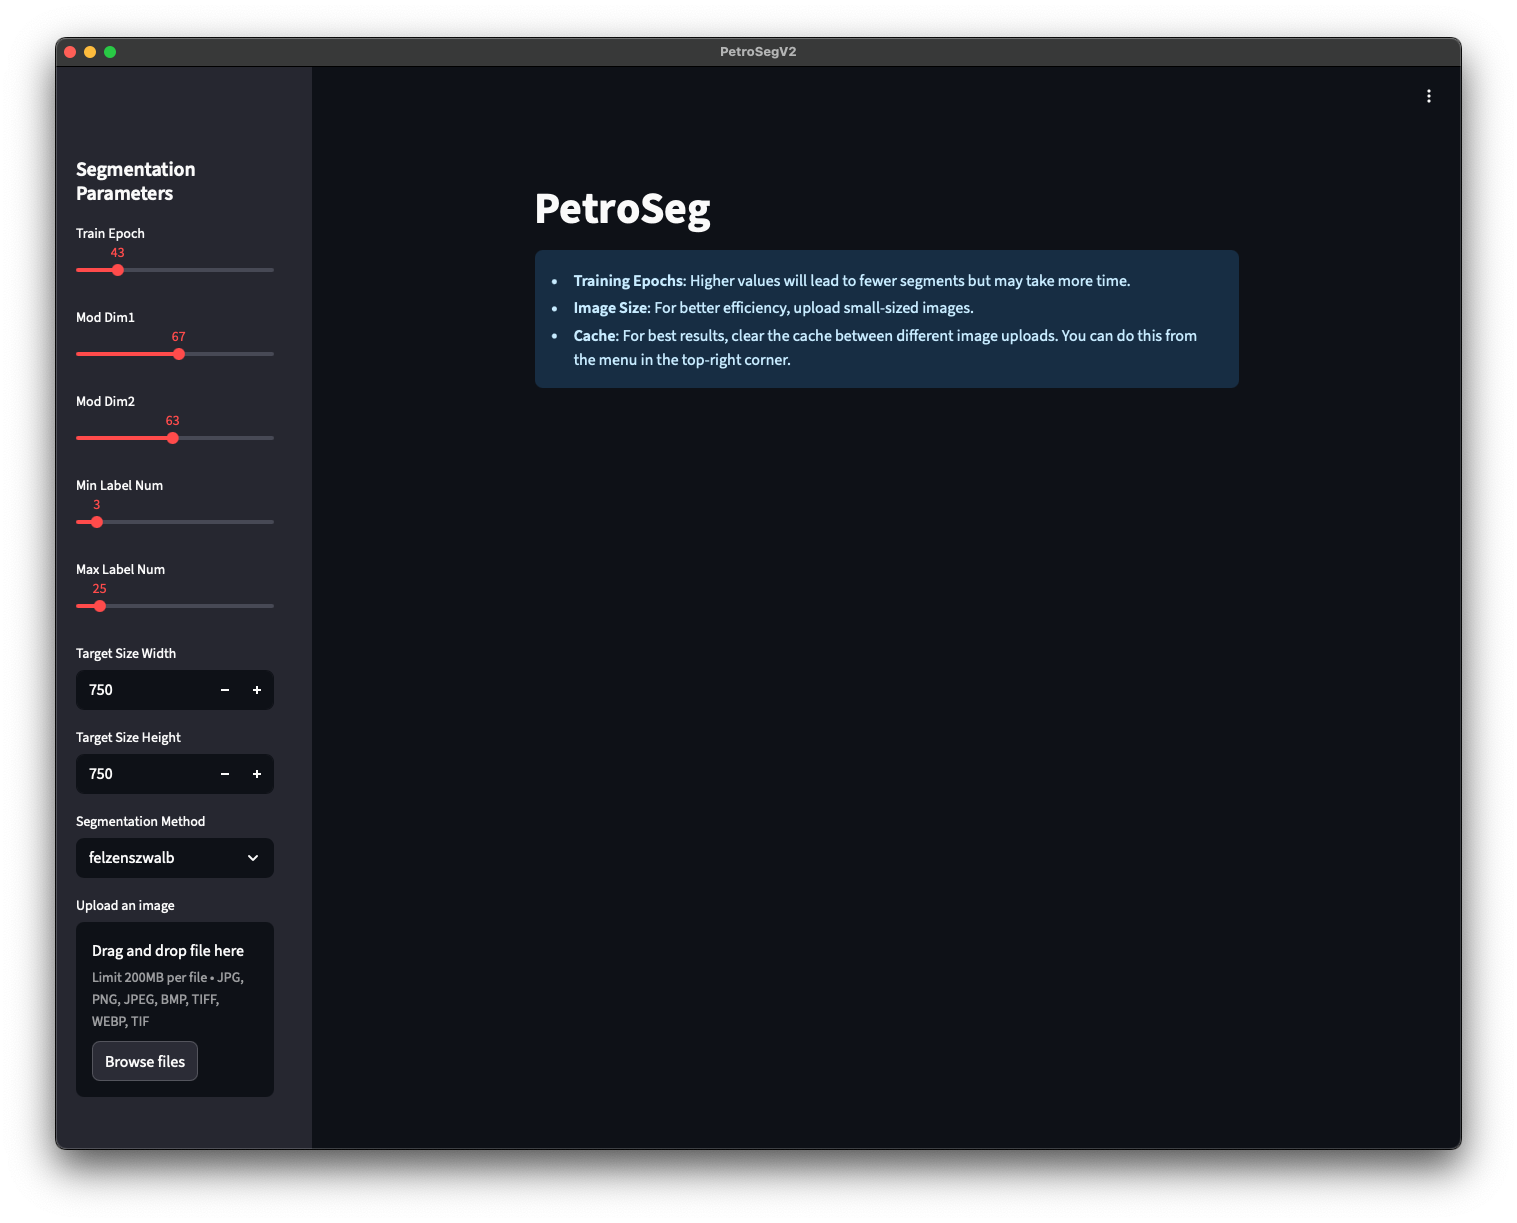 PetroSegV2
Segmentation
Parameters
Train Epoch
43
Mod Dim1
67
Mod Dim2
63
Min Label Num
3
Max Label Num
25
Target Size Width
750
Target Size Height
750
Segmentation Method
felzenszwalb
Upload an image
Drag and drop file here
Limit 200MB per file • JPG,
PNG, JPEG, BMP, TIFF,
WEBP, TIF
Browse files
PetroSeg
• Training Epochs: Higher values will lead to fewer segments but may take more time.
• Image Size: For better efficiency, upload small-sized images.
• Cache: For best results, clear the cache between different image uploads. You can do this from
the menu in the top-right corner.